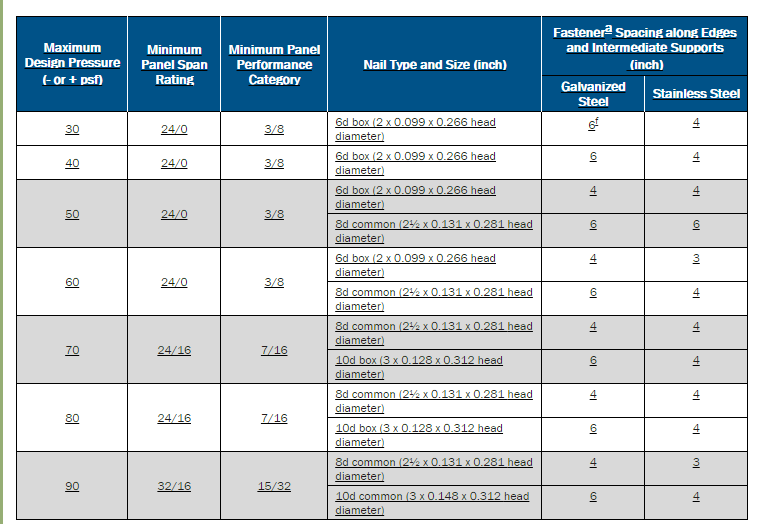 Maximum
Design Pressure
(- or + psf)
Minimum
Panel Span
Rating
Minimum Panel
Performance
Category
Nail Type and Size (inch)
Fastenera Spacing along Edges
and Intermediate Supports
(inch)
Galvanized
Steel
Stainless Steel
30 24/0 3/8 6d box (2 x 0.099 x 0.266 head
diameter) 6f 4
40 24/0 3/8 6d box (2 x 0.099 x 0.266 head
diameter) 6 4
50 24/0 3/8 6d box (2 x 0.099 x 0.266 head
diameter) 4 4
8d common (2½ x 0.131 x 0.281 head
diameter) 6 6
60 24/0 3/8 6d box (2 x 0.099 x 0.266 head
diameter) 4 3
8d common (2½ x 0.131 x 0.281 head
diameter) 6 4
70 24/16 7/16 8d common (2½ x 0.131 x 0.281 head
diameter) 4 4
10d box (3 x 0.128 x 0.312 head
diameter) 6 4
80 24/16 7/16 8d common (2½ x 0.131 x 0.281 head
diameter) 4 4
10d box (3 x 0.128 x 0.312 head
diameter) 6 4
90 32/16 15/32 8d common (2½ x 0.131 x 0.281 head
diameter) 4 3
10d common (3 x 0.148 x 0.312 head
diameter) 6 4